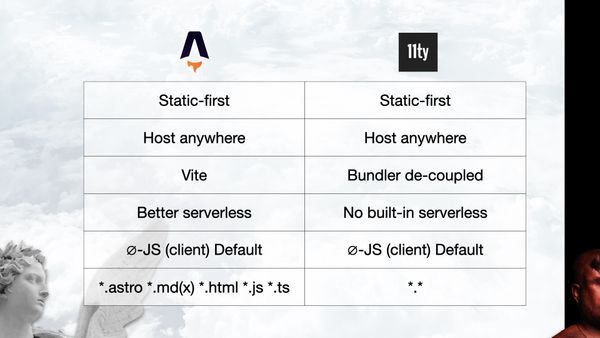 11ty
Static-first Static-first
Host anywhere Host anywhere
Vite Bundler de-coupled
Better serverless No built-in serverless
∅-JS (client) Default ∅-JS (client) Default
*.astro *.md(x) *.html *.js *.ts *.*